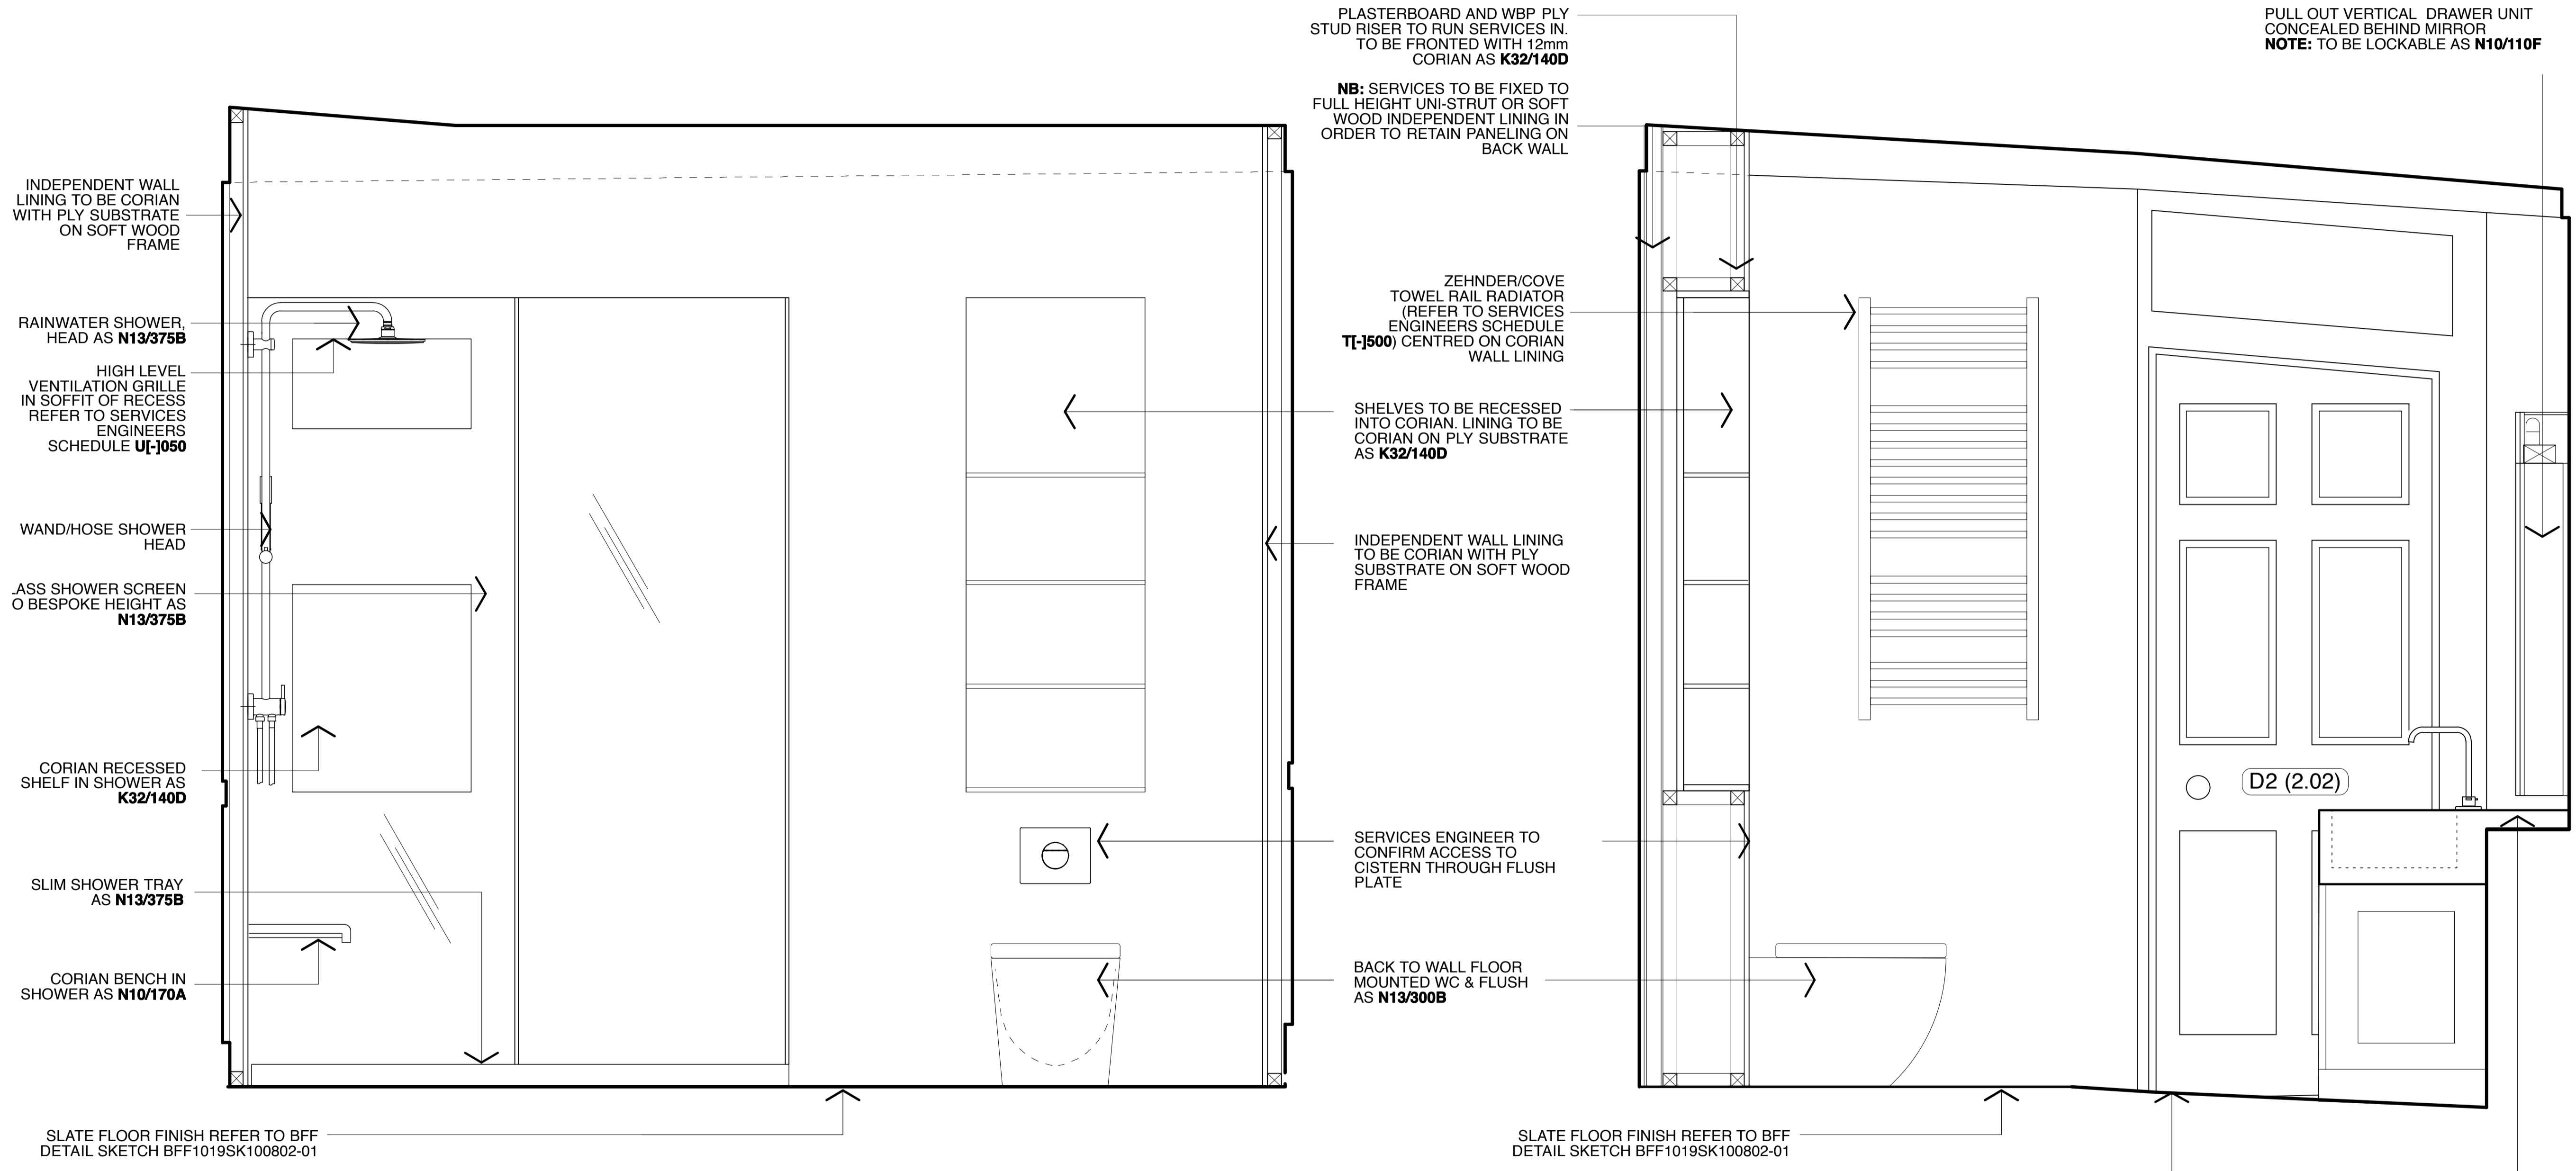 PLASTERBOARD AND WBP PLY
STUD RISER TO RUN SERVICES IN.
TO BE FRONTED WITH 12mm
CORIAN AS K32/140D
NB: SERVICES TO BE FIXED TO
FULL HEIGHT UNI-STRUT OR SOFT
WOOD INDEPENDENT LINING IN
ORDER TO RETAIN PANELING ON
BACK WALL
PULL OUT VERTICAL DRAWER UNIT
CONCEALED BEHIND MIRROR
NOTE: TO BE LOCKABLE AS N10/110F
INDEPENDENT WALL
LINING TO BE CORIAN
WITH PLY SUBSTRATE
ON SOFT WOOD
FRAME
RAINWATER SHOWER,
HEAD AS N13/375B
HIGH LEVEL
VENTILATION GRILLE
IN SOFFIT OF RECESS
REFER TO SERVICES
ENGINEERS
SCHEDULE U[-]050
WAND/HOSE SHOWER
HEAD
ASS SHOWER SCREEN
O BESPOKE HEIGHT AS
N13/375B
CORIAN RECESSED
SHELF IN SHOWER AS
K32/140D
SLIM SHOWER TRAY
AS N13/375B
CORIAN BENCH IN
SHOWER AS N10/170A
SLATE FLOOR FINISH REFER TO BFF
DETAIL SKETCH BFF1019SK100802-01
ZEHNDER/COVE
TOWEL RAIL RADIATOR
(REFER TO SERVICES
ENGINEERS SCHEDULE
T[-]500) CENTRED ON CORIAN
WALL LINING
SHELVES TO BE RECESSED
INTO CORIAN. LINING TO BE
CORIAN ON PLY SUBSTRATE
AS K32/140D
INDEPENDENT WALL LINING
TO BE CORIAN WITH PLY
SUBSTRATE ON SOFT WOOD
FRAME
SERVICES ENGINEER TO
CONFIRM ACCESS TO
CISTERN THROUGH FLUSH
PLATE
BACK TO WALL FLOOR
MOUNTED WC & FLUSH
AS N13/300B
D2 (2.02)
SLATE FLOOR FINISH REFER TO BFF
DETAIL SKETCH BFF1019SK100802-01